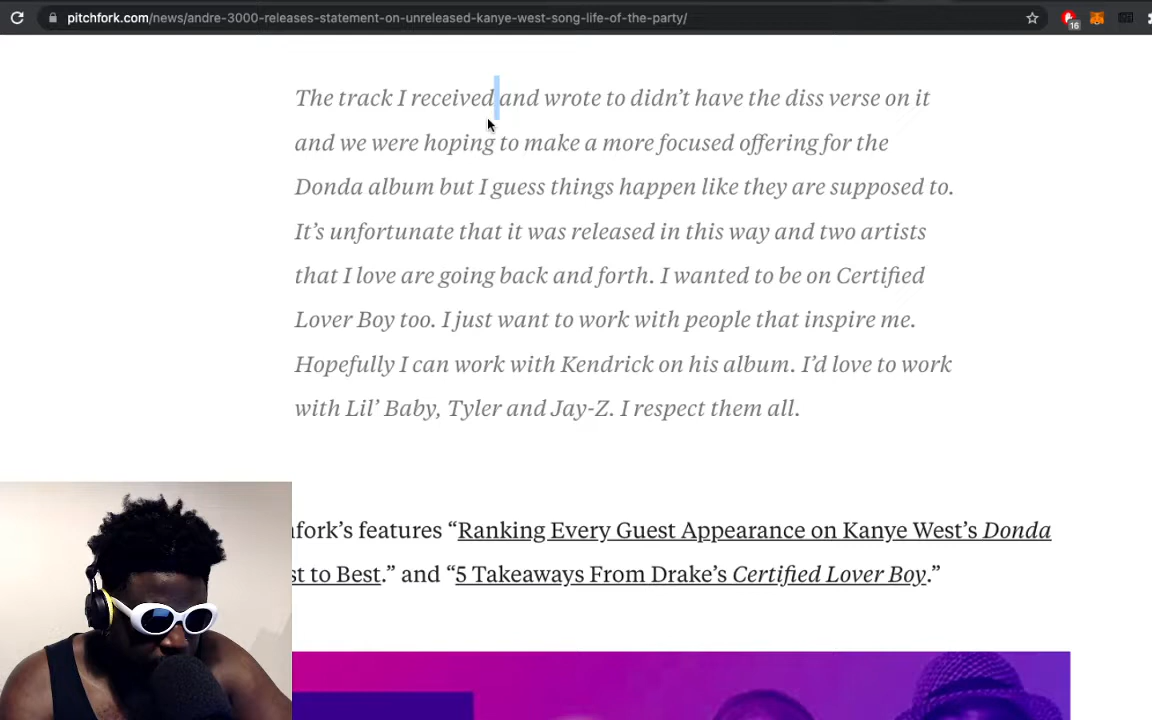 pitchfork.com/news/andre-3000-releases-statement-on-unreleased-kanye-west-song-life-of-the-party/
16
The track I received and wrote to didn’t have the diss verse on it
and we were hoping to make a more focused offering for the
Donda album but I guess things happen like they are supposed to.
It’s unfortunate that it was released in this way and two artists
that I love are going back and forth. I wanted to be on Certified
Lover Boy too. I just want to work with people that inspire me.
Hopefully I can work with Kendrick on his album. I’d love to work
with Lil’ Baby, Tyler and Jay-Z. I respect them all.
hfork’s features “Ranking Every Guest Appearance on Kanye West’s Donda
st to Best.” and “5 Takeaways From Drake’s Certified Lover Boy.”